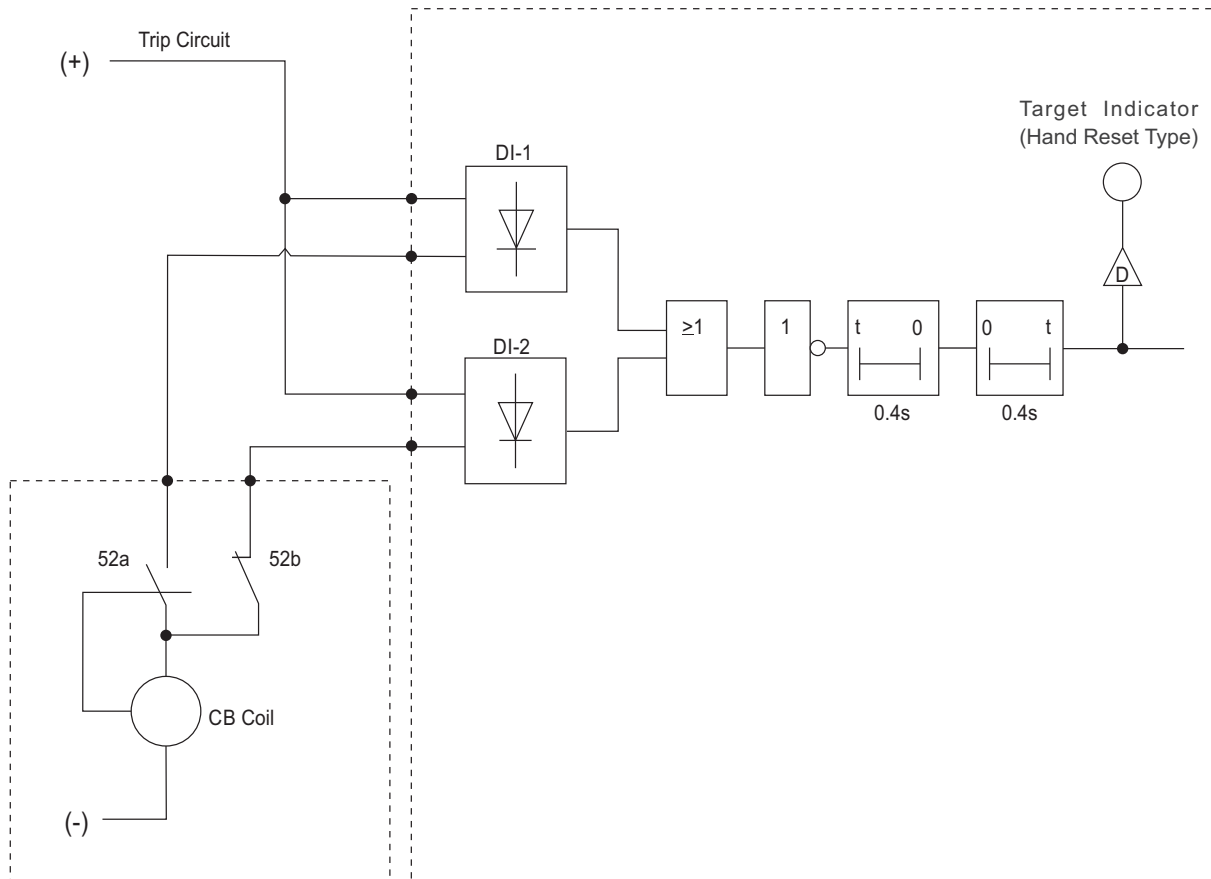 Trip Circuit
(+)
Target Indicator
(Hand Reset Type)
DI-1
D
≥1
1
t 0
0 t
DI-2
0.4s
0.4s
52a
52b
CB Coil
(-)